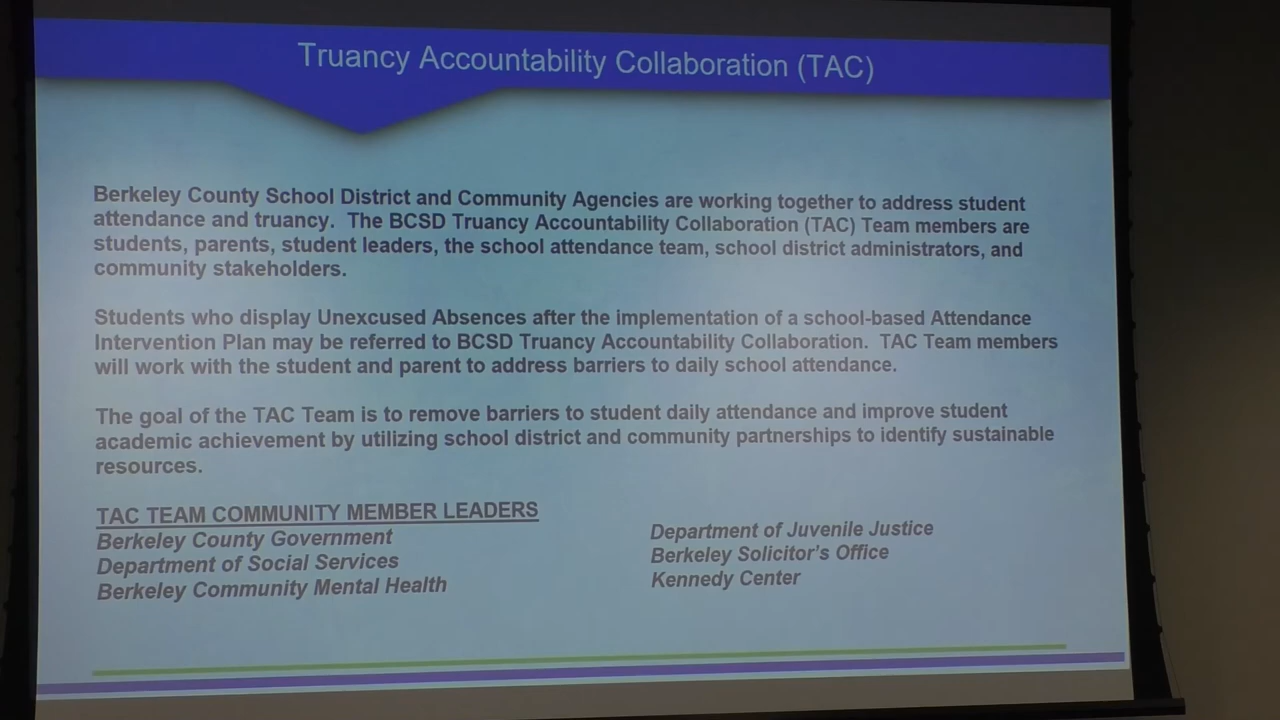 Truancy Accountability Collaboration (TAC)
Berkeley County School District and Community Agencies are working together to address student
attendance and truancy. The BCSD Truancy Accountability Collaboration (TAC) Team members are
students, parents, student leaders, the school attendance team, school district administrators, and
community stakeholders.
Students who display Unexcused Absences after the implementation of a school-based Attendance
Intervention Plan may be referred to BCSD Truancy Accountability Collaboration. TAC Team members
will work with the student and parent to address barriers to daily school attendance.
The goal of the TAC Team is to remove barriers to student daily attendance and improve student
academic achievement by utilizing school district and community partnerships to identify sustainable
resources.
TAC TEAM COMMUNITY MEMBER LEADERS
Berkeley County Government
Department of Social Services
Berkeley Community Mental Health
Department of Juvenile Justice
Berkeley Solicitor's Office
Kennedy Center